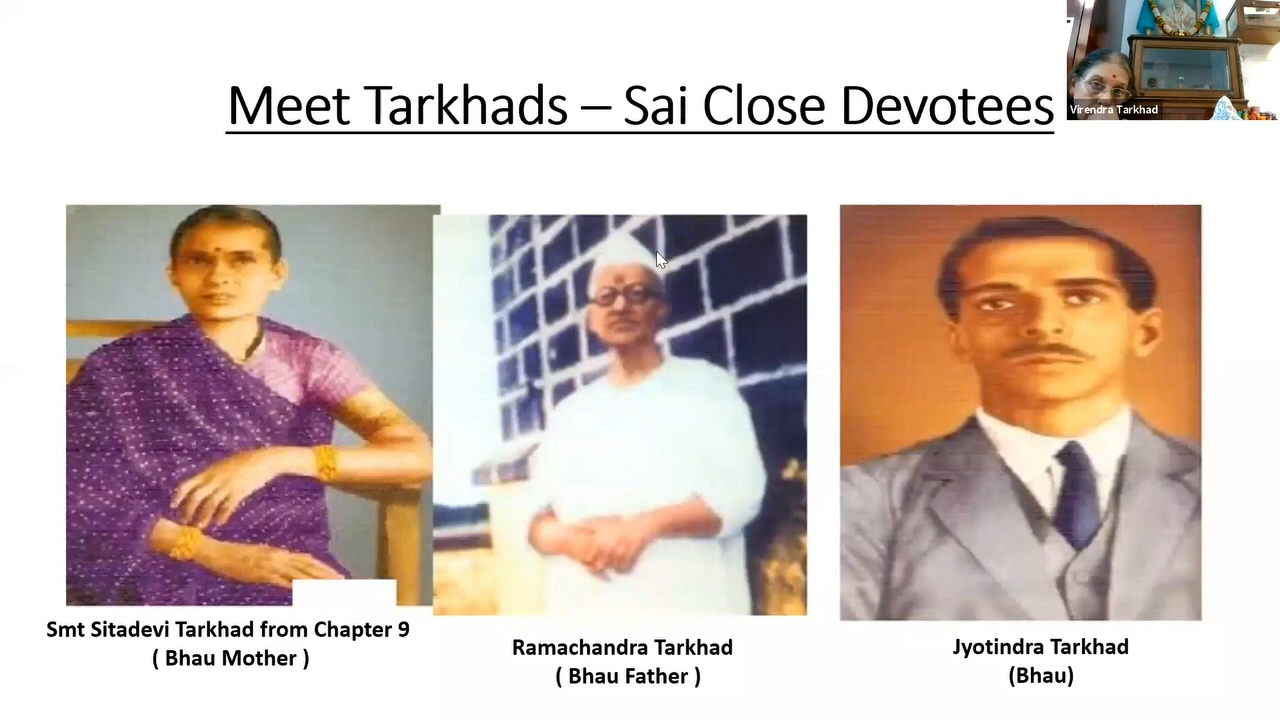 Meet Tarkhads – Sai Close Devotees
Virendra Tarkhad
Smt Sitadevi Tarkhad from Chapter 9
( Bhau Mother )
Ramachandra Tarkhad
( Bhau Father )
Jyotindra Tarkhad
(Bhau)